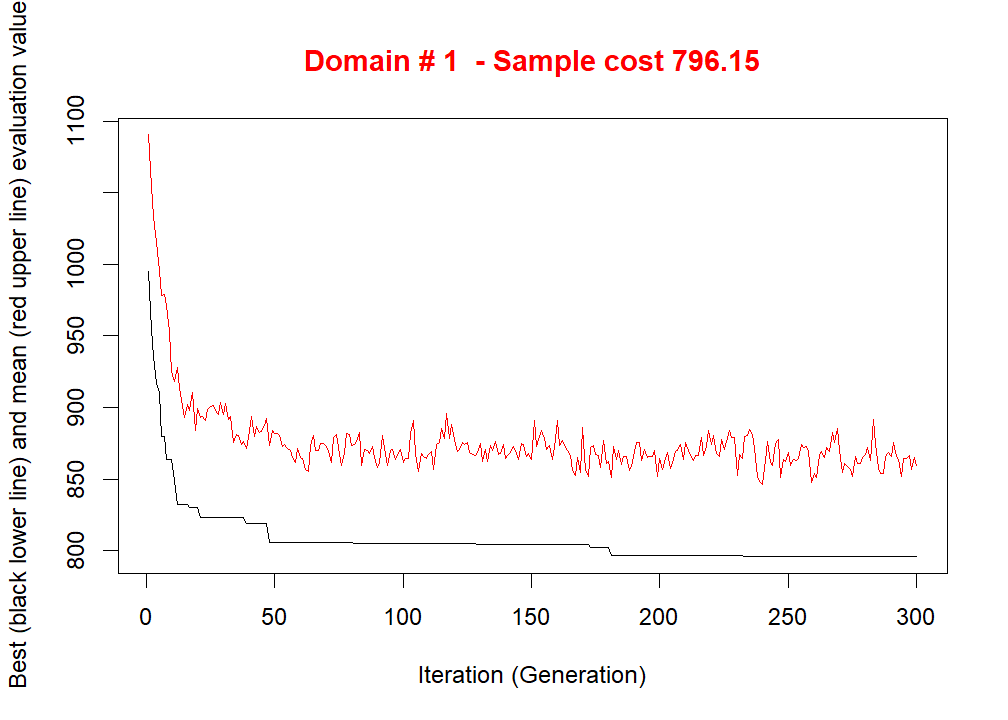 Domain # 1  - Sample cost 796.15
Best (black lower line) and mean (red upper line) evaluation value
1100
1000
950
900
850
800
0 50 100 150 200 250 300
Iteration (Generation)